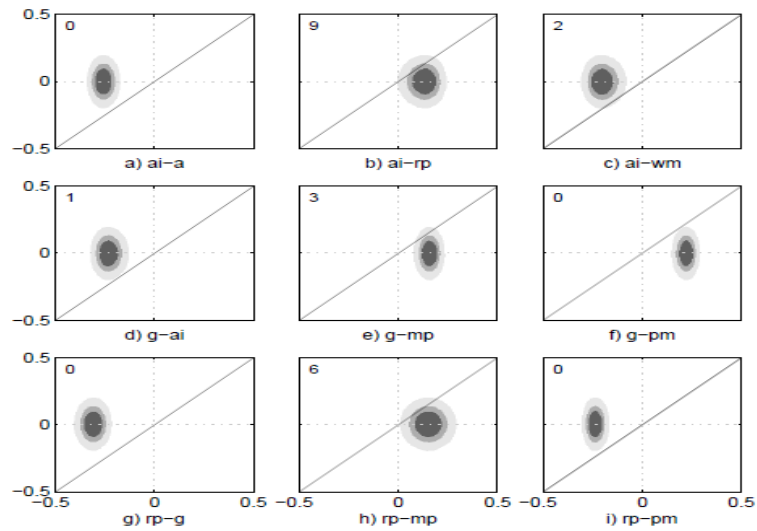 0.5 0 9 2
0
−0.5
a) ai−a b) ai−rp c) ai−wm
0.5 1 3 0
0
−0.5
d) g−ai e) g−mp f) g−pm
0.5 0 6 0
0
−0.5
−0.5 0 0.5 0 0.5 −0.5 0 0.5
g) rp−g h) rp−mp i) rp−pm